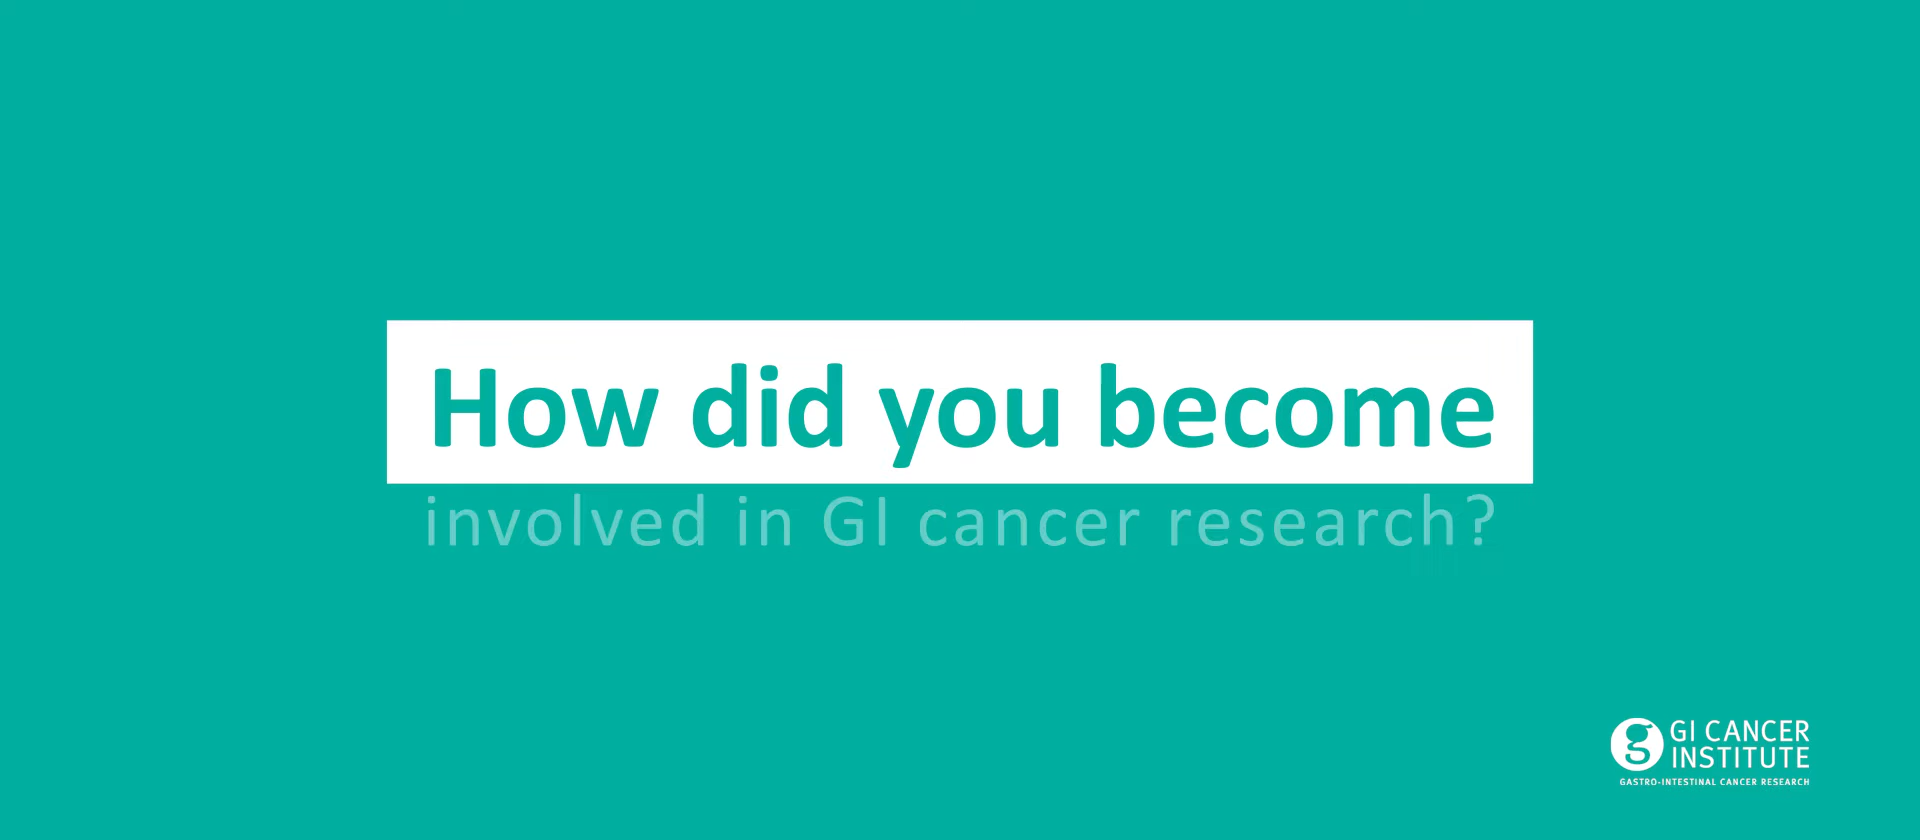 How did you become
involved in GI cancer research?
g GI CANCER
INSTITUTE
GASTRO-INTESTINAL CANCER RESEARCH